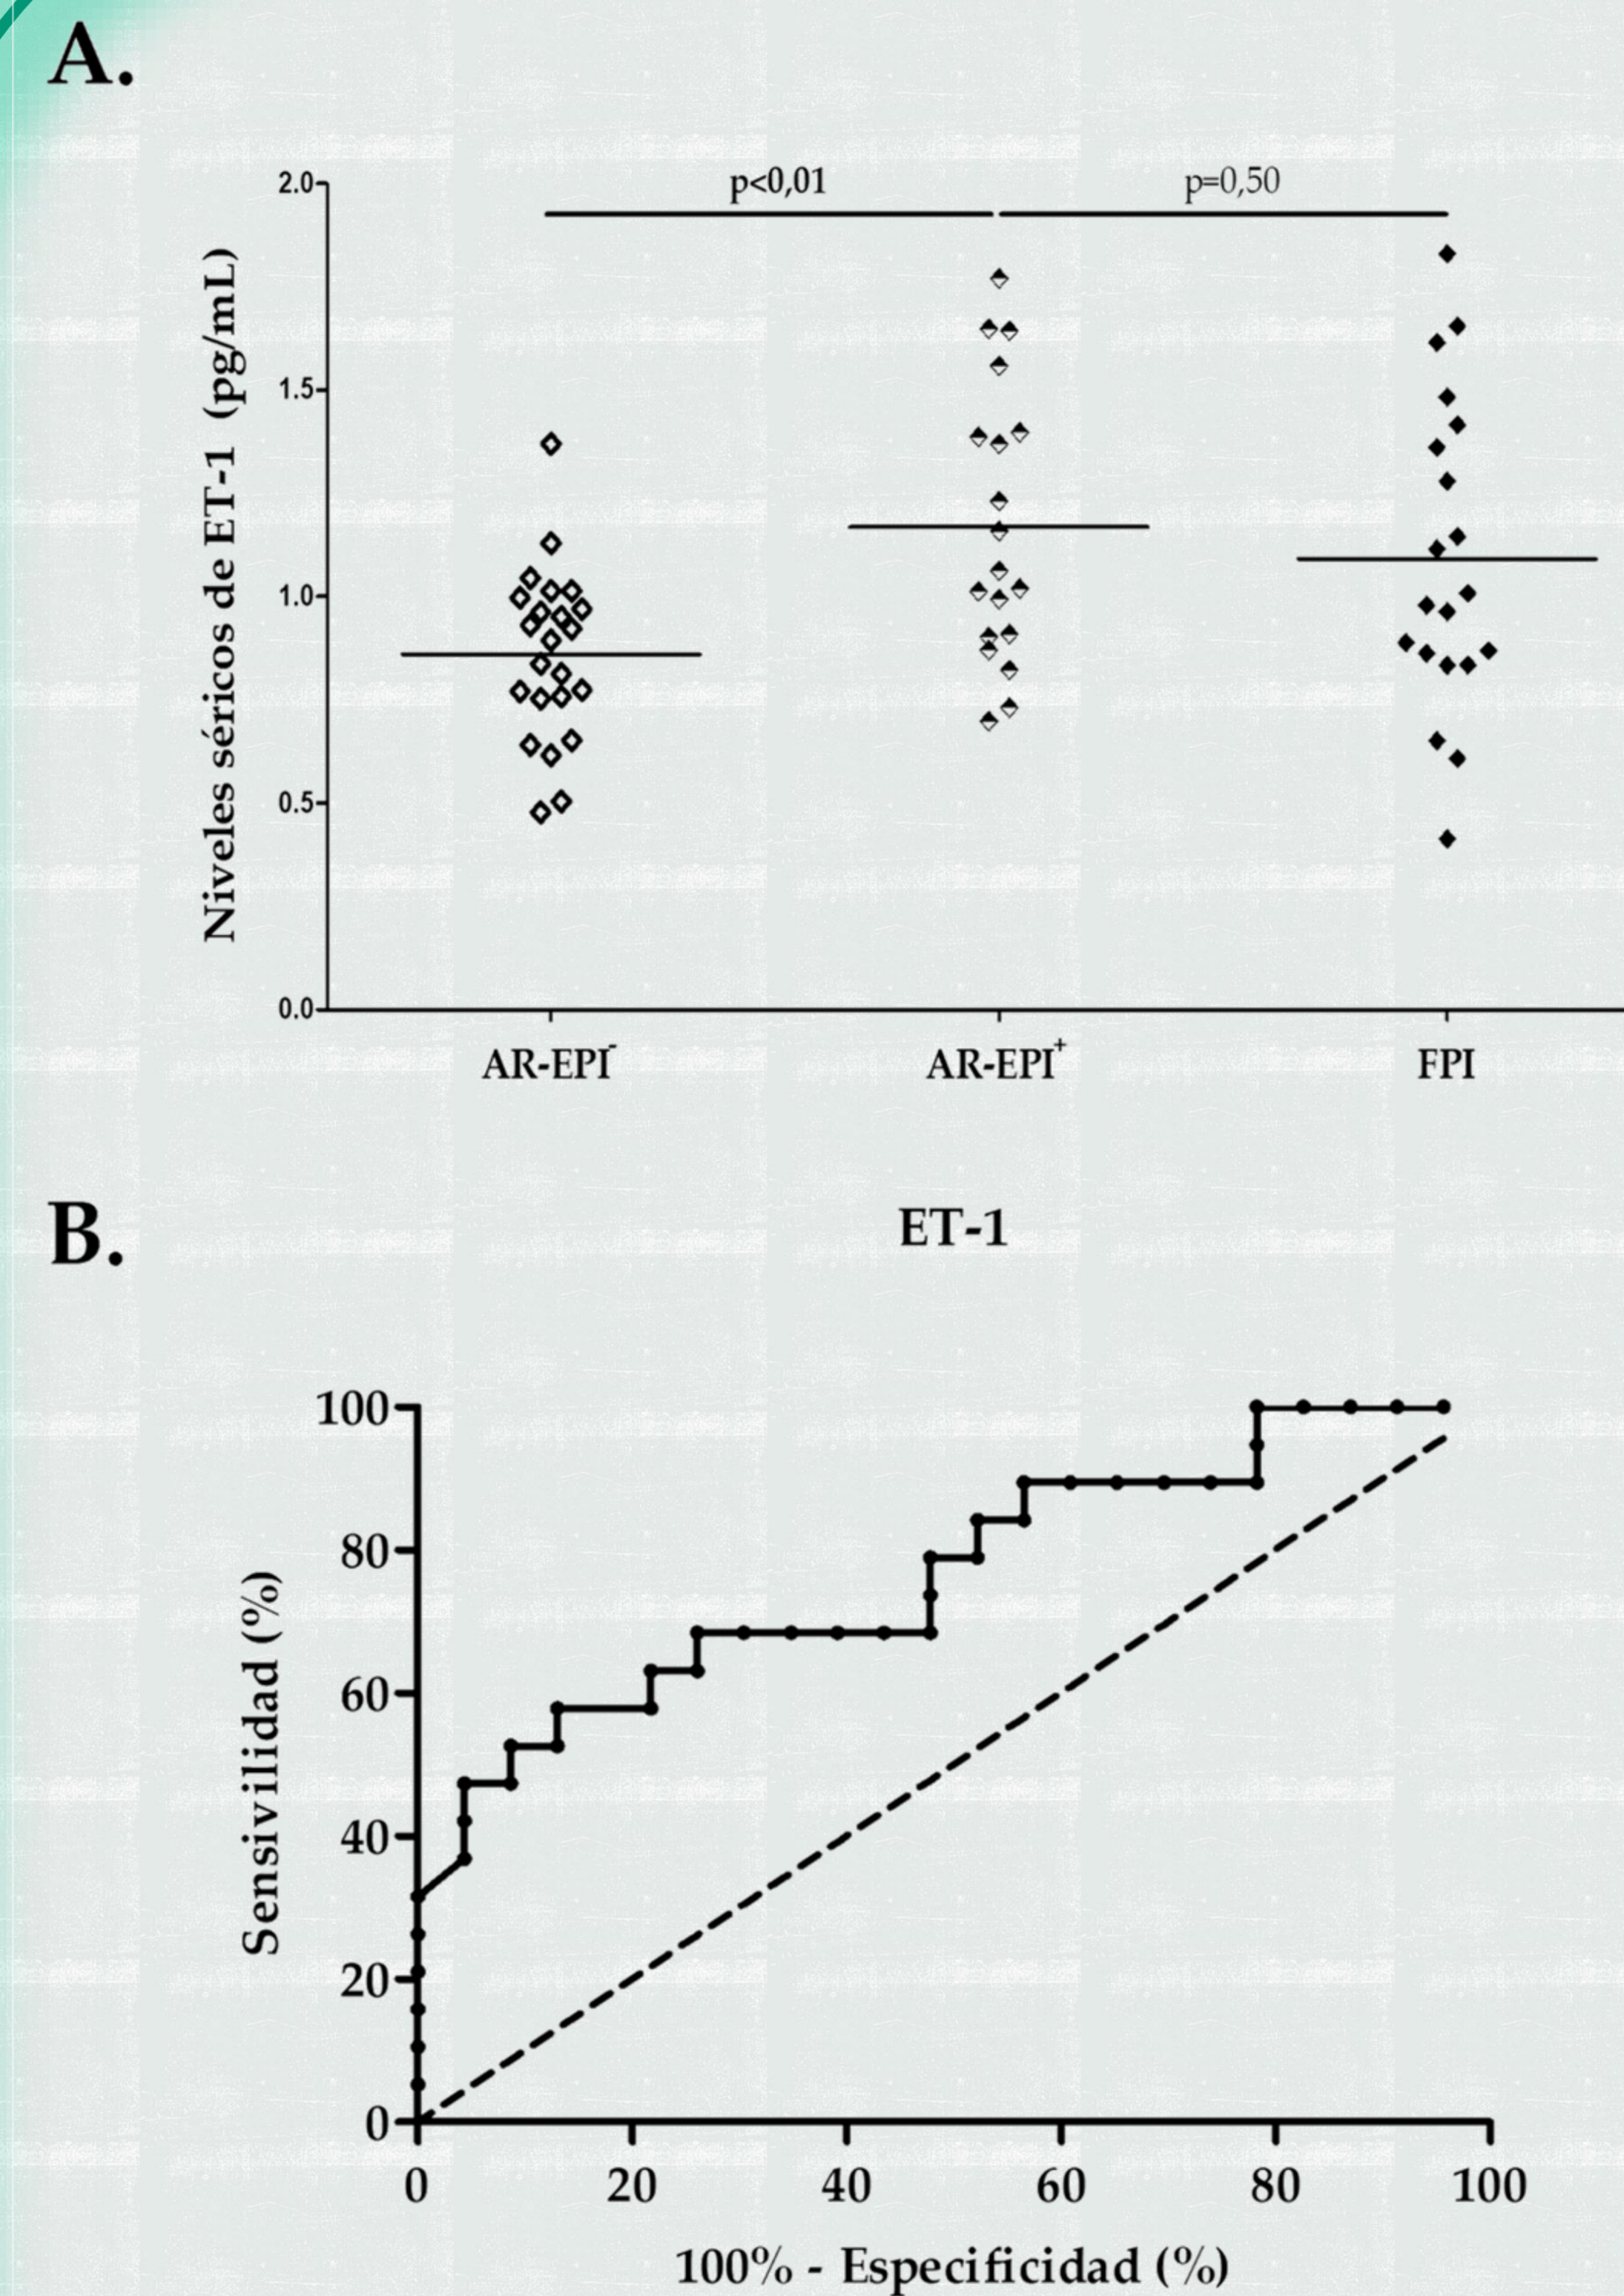 A.
p<0,01
p=0,50
Niveles séricos de ET-1 (pg/mL)
2.0
1.5
1.0
0.5
0.0
AR-EPI-
AR-EPI+
FPI
B.
ET-1
Sensivilidad (%)
100
80
60
40
20
0
0
20
40
60
80
100
100% - Especificidad (%)